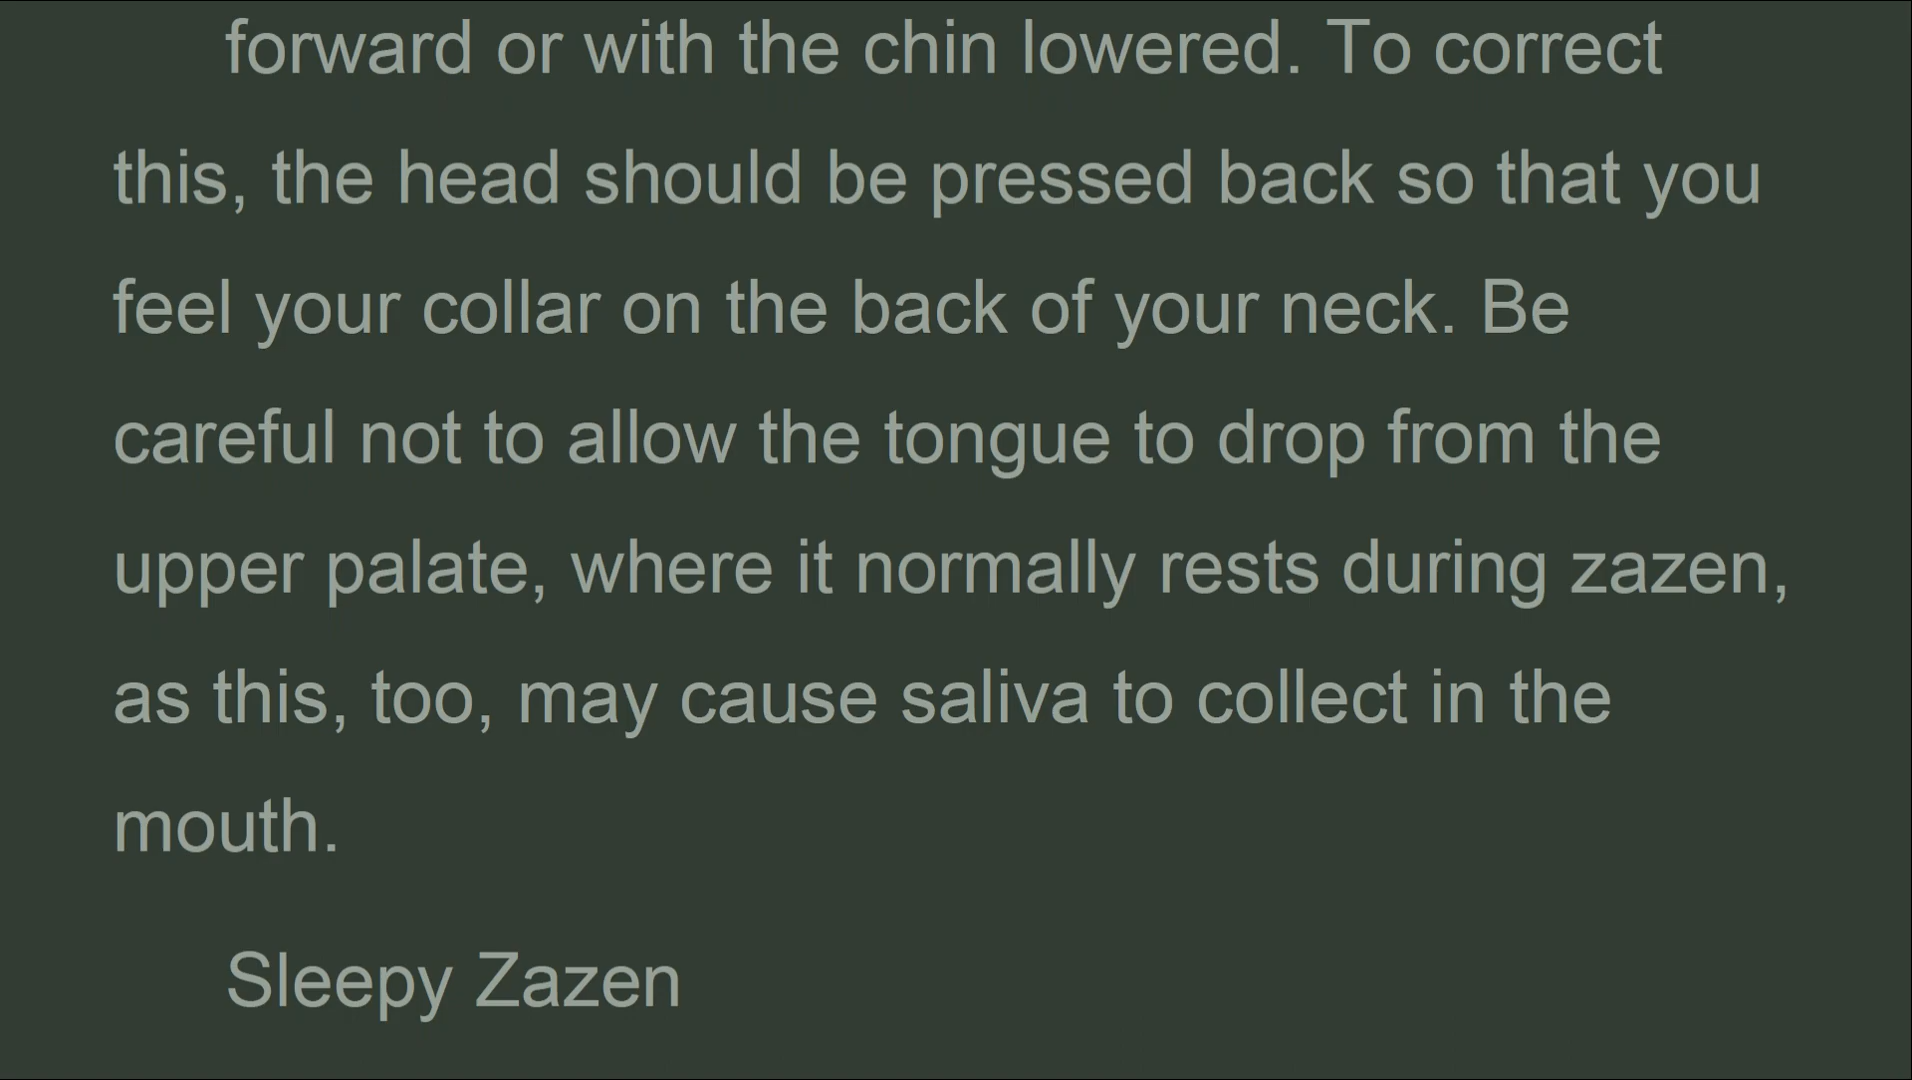 forward or with the chin lowered. To correct
this, the head should be pressed back so that you
feel your collar on the back of your neck. Be
careful not to allow the tongue to drop from the
upper palate, where it normally rests during zazen,
as this, too, may cause saliva to collect in the
mouth.
Sleepy Zazen